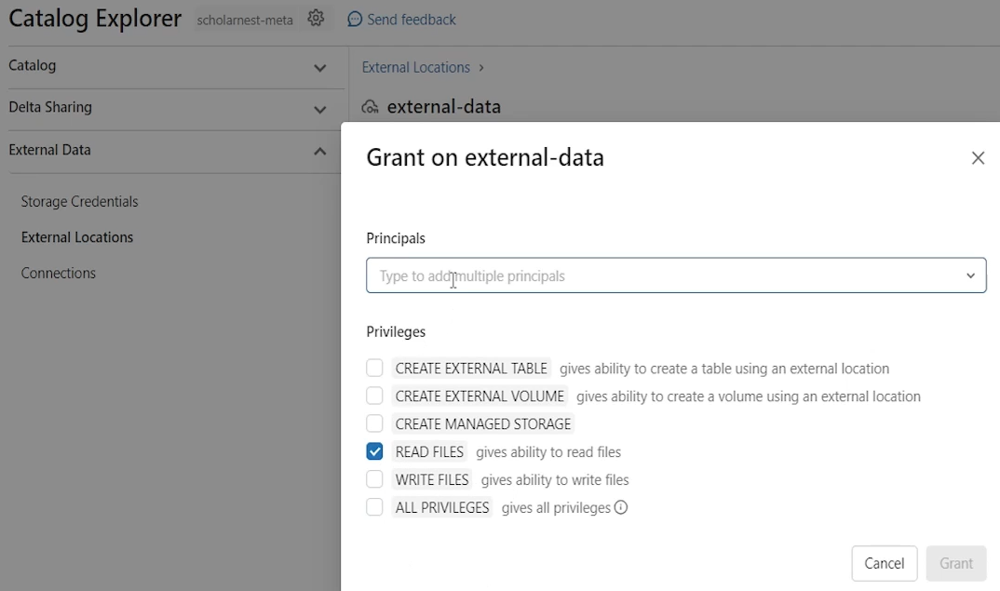 Catalog Explorer scholarnest-meta Send feedback
Catalog
Delta Sharing
External Data
Storage Credentials
External Locations
Connections
External Locations >
external-data
Grant on external-data
Principals
Type to add multiple principals
Privileges
CREATE EXTERNAL TABLE gives ability to create a table using an external location
CREATE EXTERNAL VOLUME gives ability to create a volume using an external location
CREATE MANAGED STORAGE
READ FILES gives ability to read files
WRITE FILES gives ability to write files
ALL PRIVILEGES gives all privileges
Cancel Grant